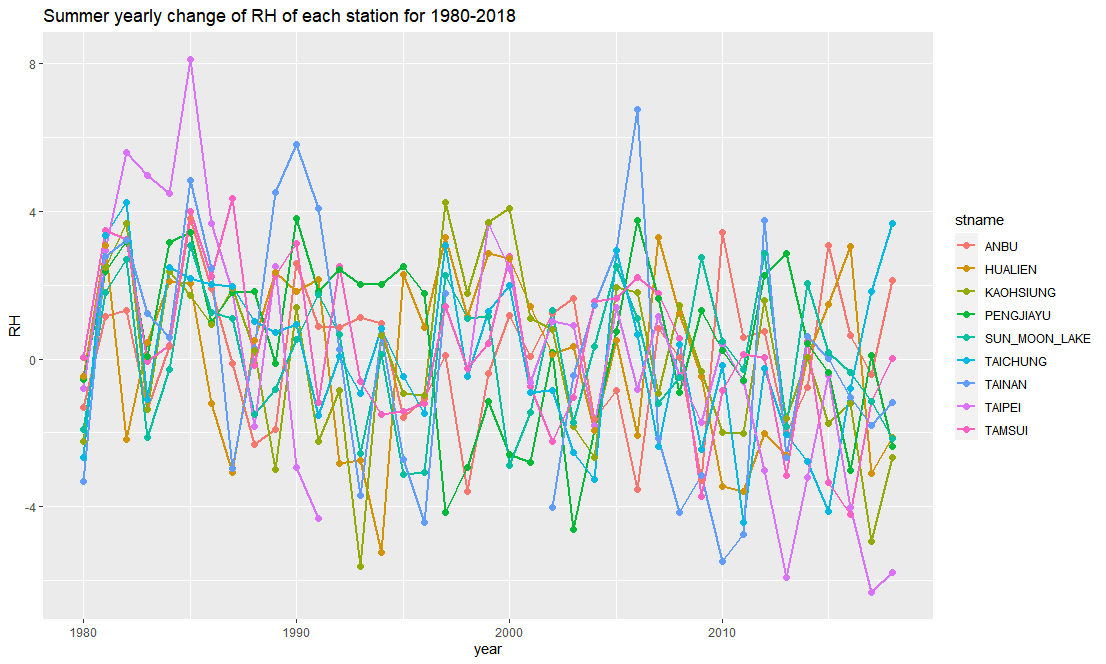 Summer yearly change of RH of each station for 1980-2018
8
4
0
-4
RH
1980 1990 2000 2010
year
stname
ANBU
HUALIEN
KAOHSIUNG
PENGJIAYU
SUN_MOON_LAKE
TAICHUNG
TAINAN
TAIPEI
TAMSUI